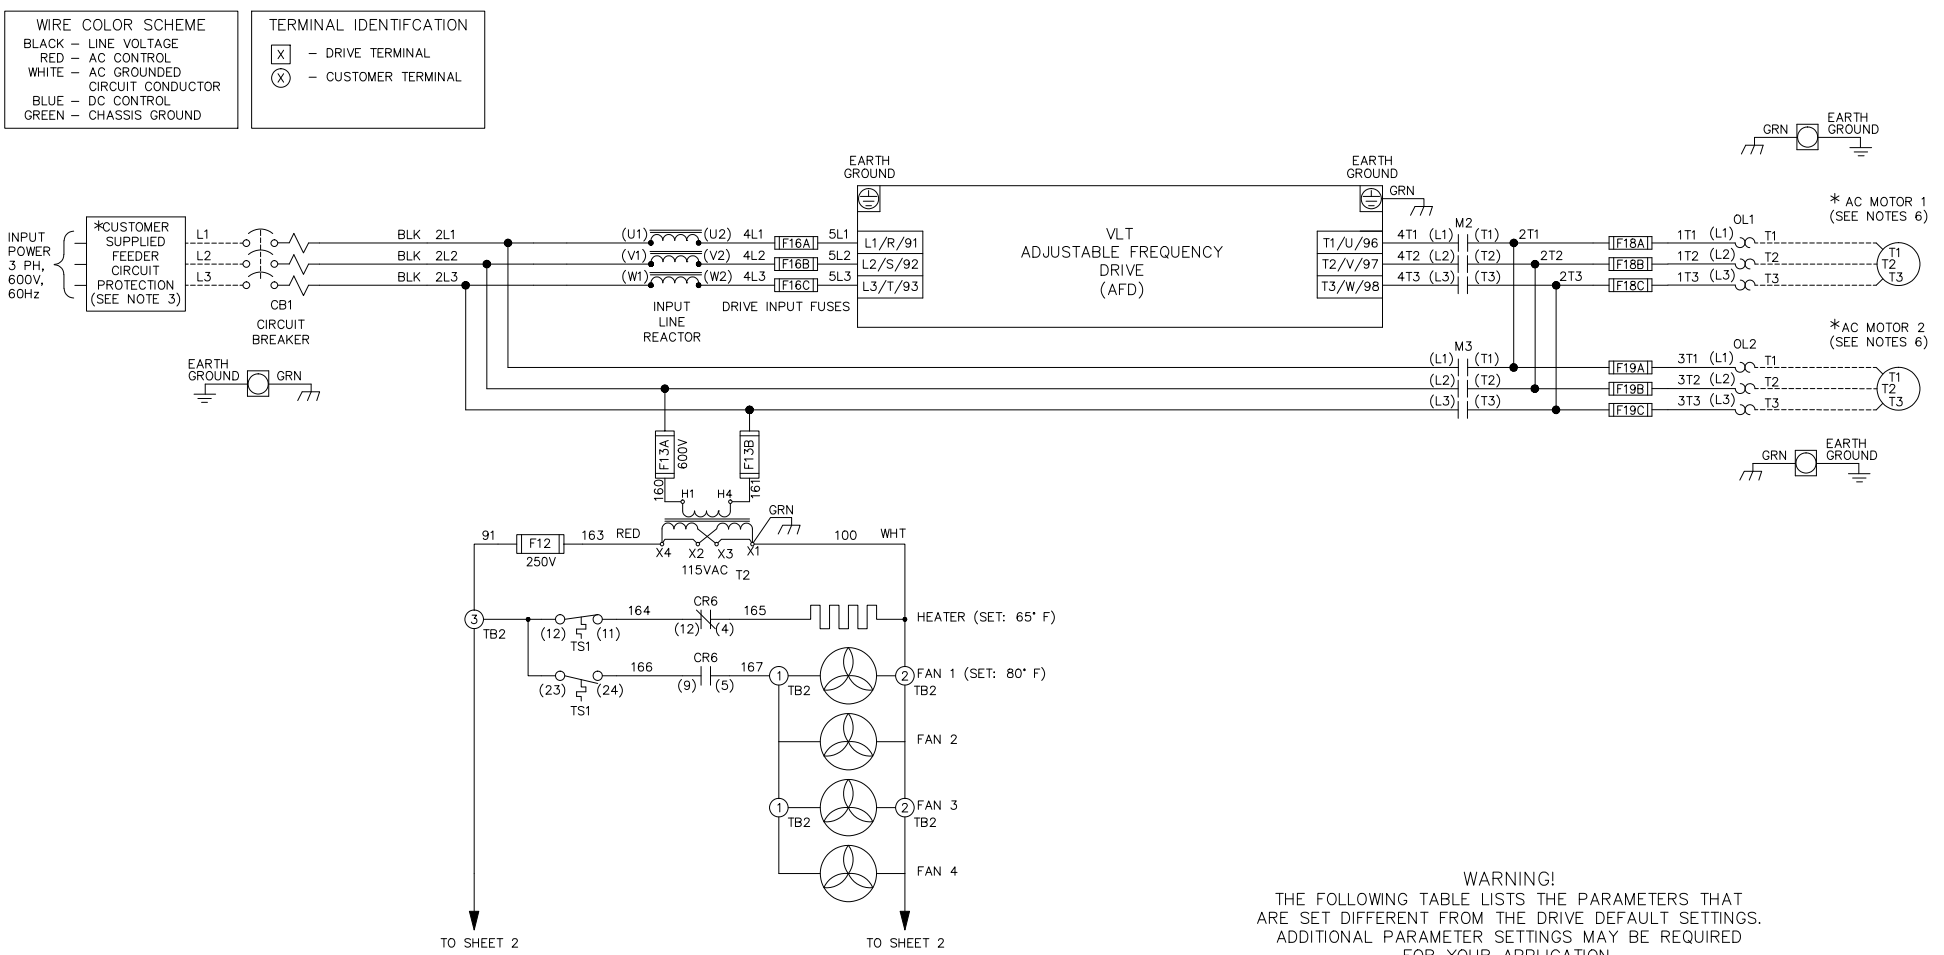 WIRE COLOR SCHEME
BLACK – LINE VOLTAGE
RED – AC CONTROL
WHITE – AC GROUNDED
CIRCUIT CONDUCTOR
BLUE – DC CONTROL
GREEN – CHASSIS GROUND
TERMINAL IDENTIFCATION
X – DRIVE TERMINAL
X – CUSTOMER TERMINAL
INPUT
POWER
3 PH,
600V,
60Hz
*CUSTOMER
SUPPLIED
FEEDER
CIRCUIT
PROTECTION
(SEE NOTE 3)
L1
L2
L3
CB1
CIRCUIT
BREAKER
EARTH
GROUND
GRN
BLK 2L1
BLK 2L2
BLK 2L3
(U1) (U2) 4L1 F16A 5L1
(V1) (V2) 4L2 F16B 5L2
(W1) (W2) 4L3 F16C 5L3
INPUT
LINE
REACTOR
DRIVE INPUT FUSES
EARTH
GROUND
L1/R/91
L2/S/92
L3/T/93
VLT
ADJUSTABLE FREQUENCY
DRIVE
(AFD)
EARTH
GROUND
GRN
T1/U/96
T2/V/97
T3/W/98
M2
4T1 (L1) (T1) 2T1
4T2 (L2) (T2) 2T2
4T3 (L3) (T3) 2T3
F18A
F18B
F18C
OL1
1T1 (L1) T1
1T2 (L2) T2
1T3 (L3) T3
GRN
EARTH
GROUND
* AC MOTOR 1
(SEE NOTES 6)
T1
T2
T3
M3
(L1) (T1)
(L2) (T2)
(L3) (T3)
F19A
F19B
F19C
OL2
3T1 (L1) T1
3T2 (L2) T2
3T3 (L3) T3
*AC MOTOR 2
(SEE NOTES 6)
T1
T2
T3
GRN
EARTH
GROUND
F13A
600V
F13B
160
161
H1 H4
GRN
91 F12 163 RED
250V
X4 X2 X3 X1
115VAC T2
100 WHT
3
TB2
(12) (11)
TS1
164
CR6
(12) (4)
165
HEATER (SET: 65° F)
(23) (24)
TS1
166
CR6
(9) (5)
167
1
TB2
2
TB2
FAN 1 (SET: 80° F)
FAN 2
1
TB2
2
TB2
FAN 3
FAN 4
TO SHEET 2
TO SHEET 2
WARNING!
THE FOLLOWING TABLE LISTS THE PARAMETERS THAT
ARE SET DIFFERENT FROM THE DRIVE DEFAULT SETTINGS.
ADDITIONAL PARAMETER SETTINGS MAY BE REQUIRED
FOR YOUR APPLICATION